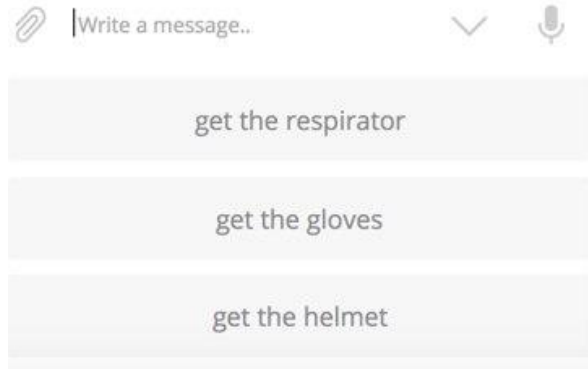 Write a message..
get the respirator
get the gloves
get the helmet